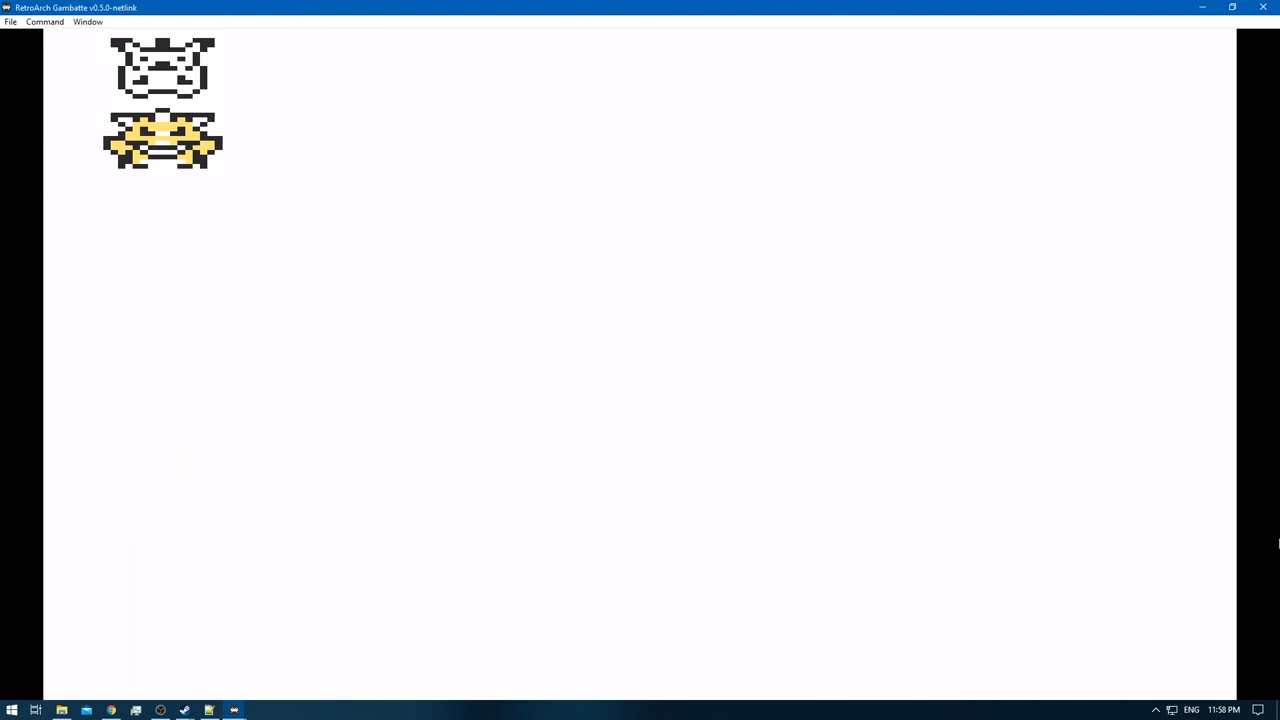 RetroArch Gambatte v0.5.0-netlink
File Command Window
ENG 11:58 PM